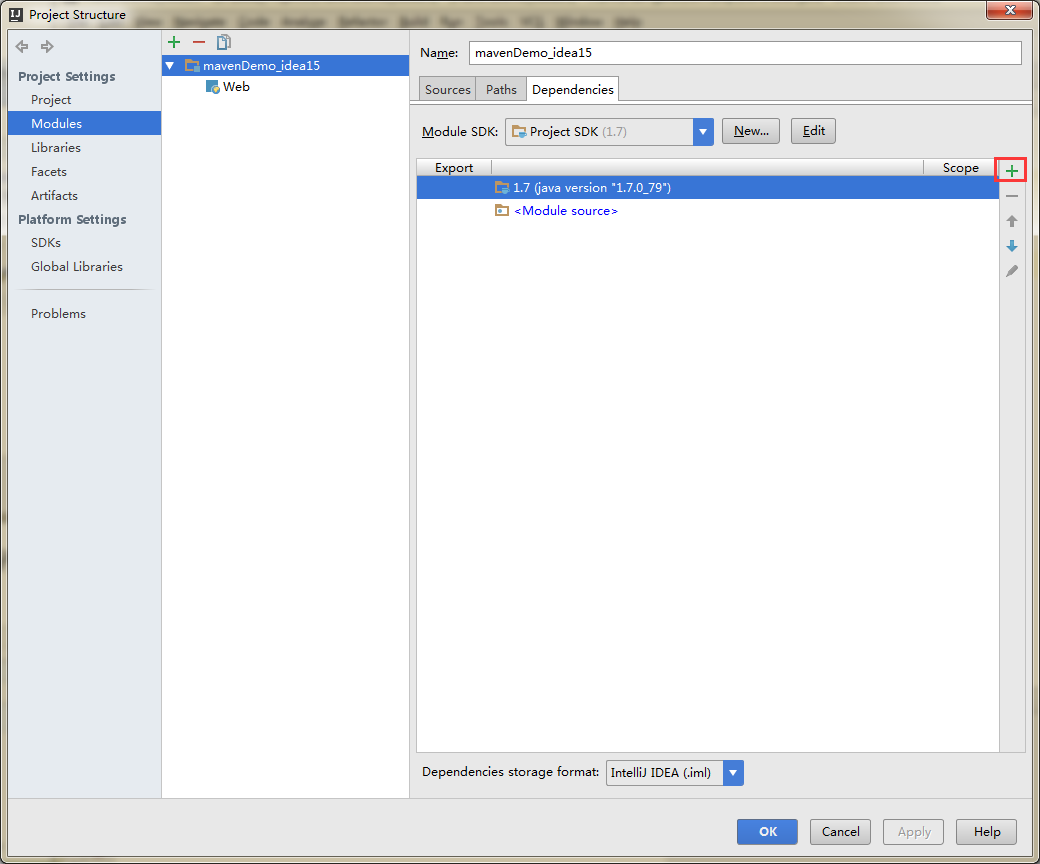 Project Structure
Project Settings
Project
Modules
Libraries
Facets
Artifacts
Platform Settings
SDKs
Global Libraries
Problems
mavenDemo_idea15
Web
Name: mavenDemo_idea15
Sources Paths Dependencies
Module SDK: Project SDK (1.7) New... Edit
Export Scope
1.7 (java version "1.7.0_79")
<Module source>
Dependencies storage format: IntelliJ IDEA (.iml)
OK Cancel Apply Help